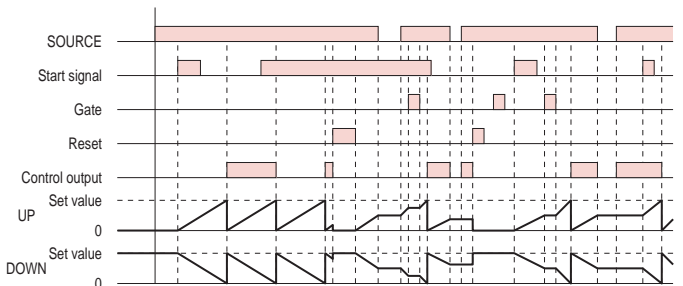 SOURCE
Start signal
Gate
Reset
Control output
Set value
UP
0
Set value
DOWN
0